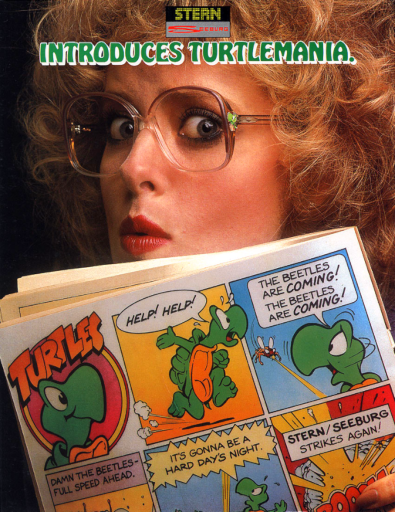 STERN
SEEBURG
INTRODUCES TURTLEMANIA.
TURTLES
HELP! HELP!
THE BEETLES
ARE COMING!
THE BEETLES
ARE COMING!
DAMN THE BEETLES-
FULL SPEED AHEAD.
IT'S GONNA BE A
HARD DAY'S NIGHT.
STERN/SEEBURG
STRIKES AGAIN!